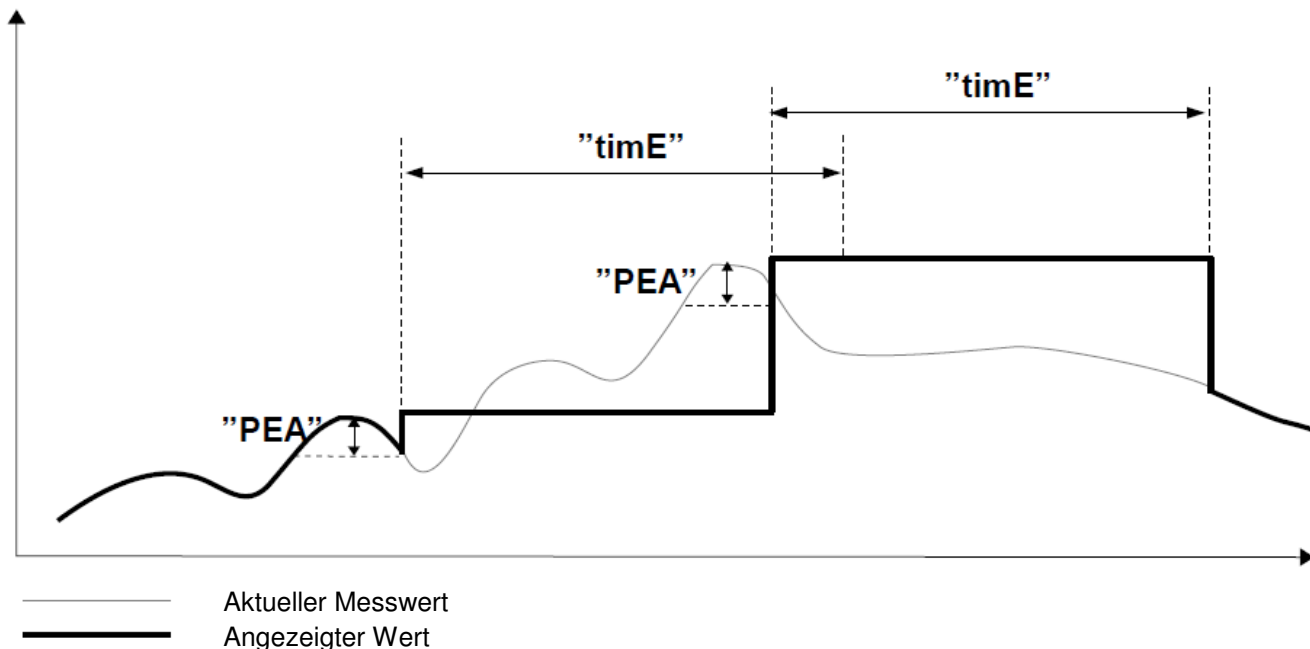 ”timE”
”timE”
”PEA”
”PEA”
Aktueller Messwert
Angezeigter Wert